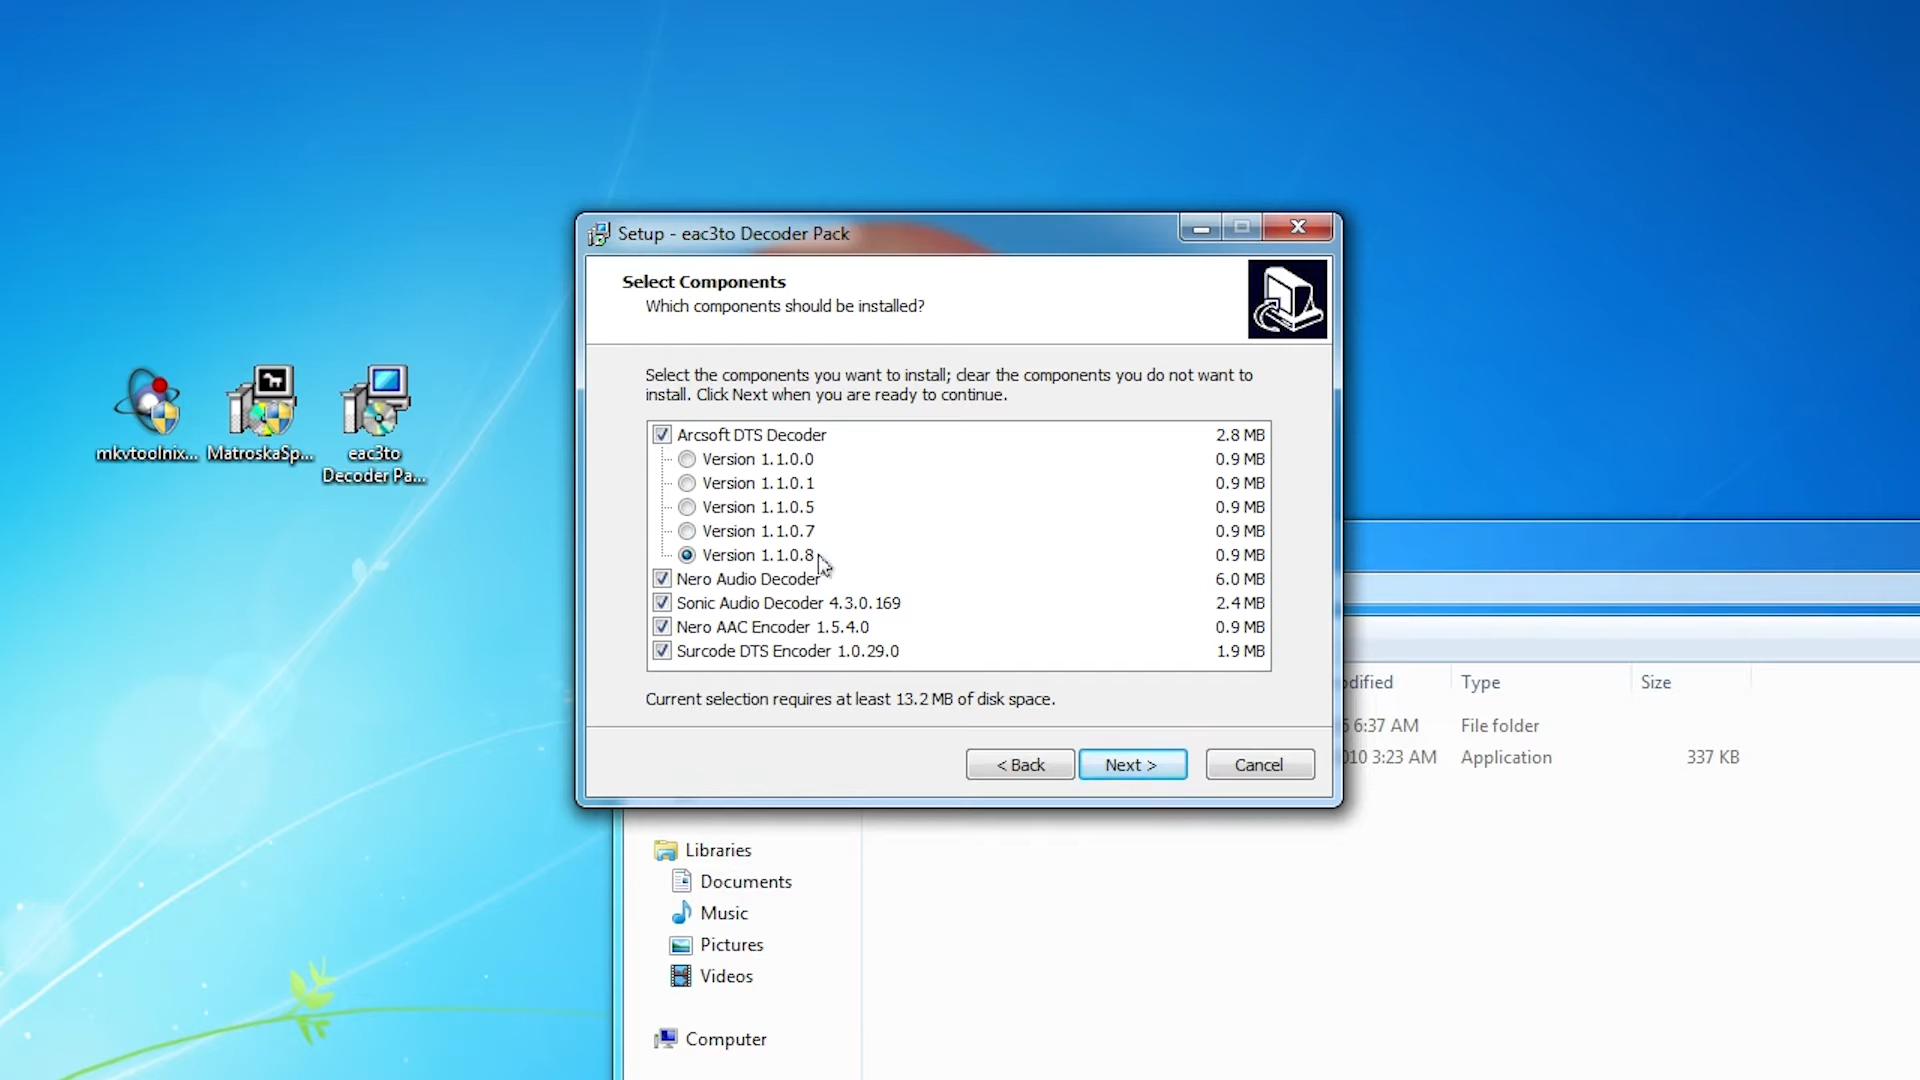 Setup - eac3to Decoder Pack
Select Components
Which components should be installed?
Select the components you want to install; clear the components you do not want to
install. Click Next when you are ready to continue.
Arcsoft DTS Decoder 2.8 MB
Version 1.1.0.0 0.9 MB
Version 1.1.0.1 0.9 MB
Version 1.1.0.5 0.9 MB
Version 1.1.0.7 0.9 MB
Version 1.1.0.8 0.9 MB
Nero Audio Decoder 6.0 MB
Sonic Audio Decoder 4.3.0.169 2.4 MB
Nero AAC Encoder 1.5.4.0 0.9 MB
Surcode DTS Encoder 1.0.29.0 1.9 MB
Current selection requires at least 13.2 MB of disk space.
< Back Next > Cancel
mkvtoolnix... MatroskaSp... eac3to
Decoder Pa...
odified Type Size
6:37 AM File folder
010 3:23 AM Application 337 KB
Libraries
Documents
Music
Pictures
Videos
Computer